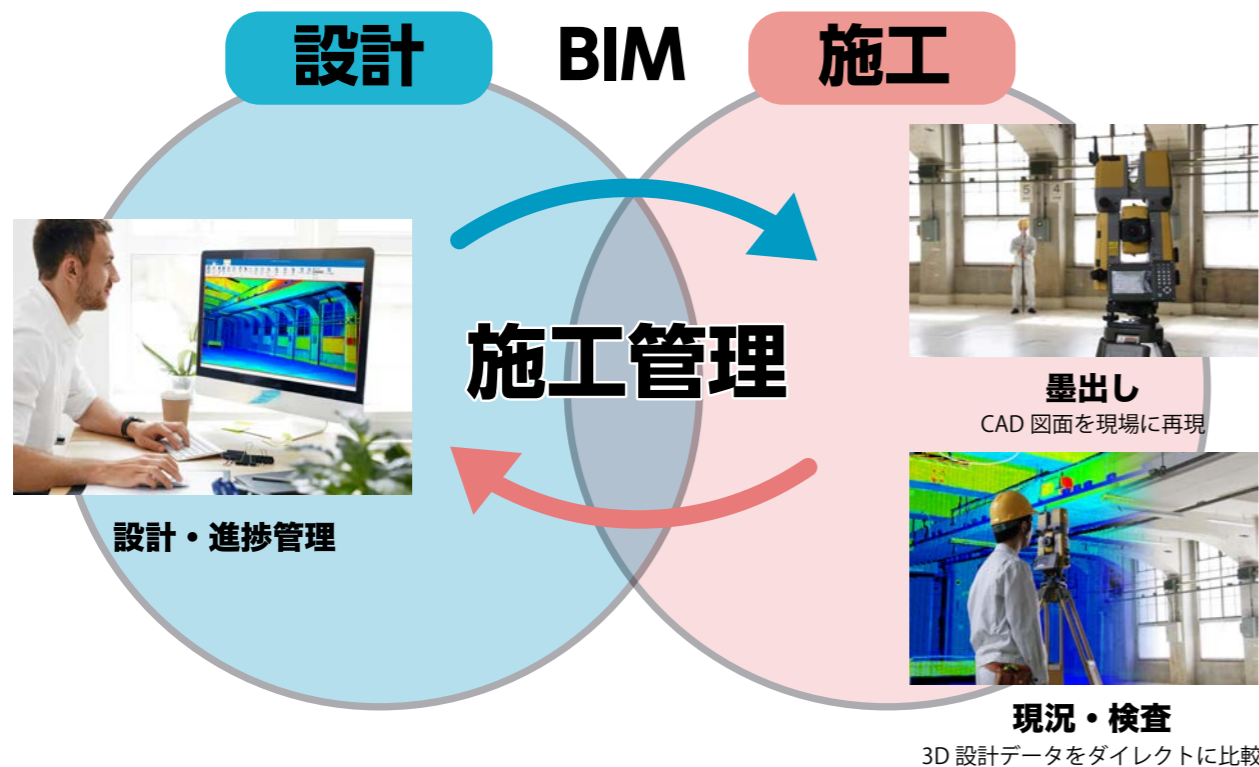 設計
BIM
施工
施工管理
設計・進捗管理
5
4
墨出し
CAD 図面を現場に再現
現況・検査
3D 設計データをダイレクトに比較